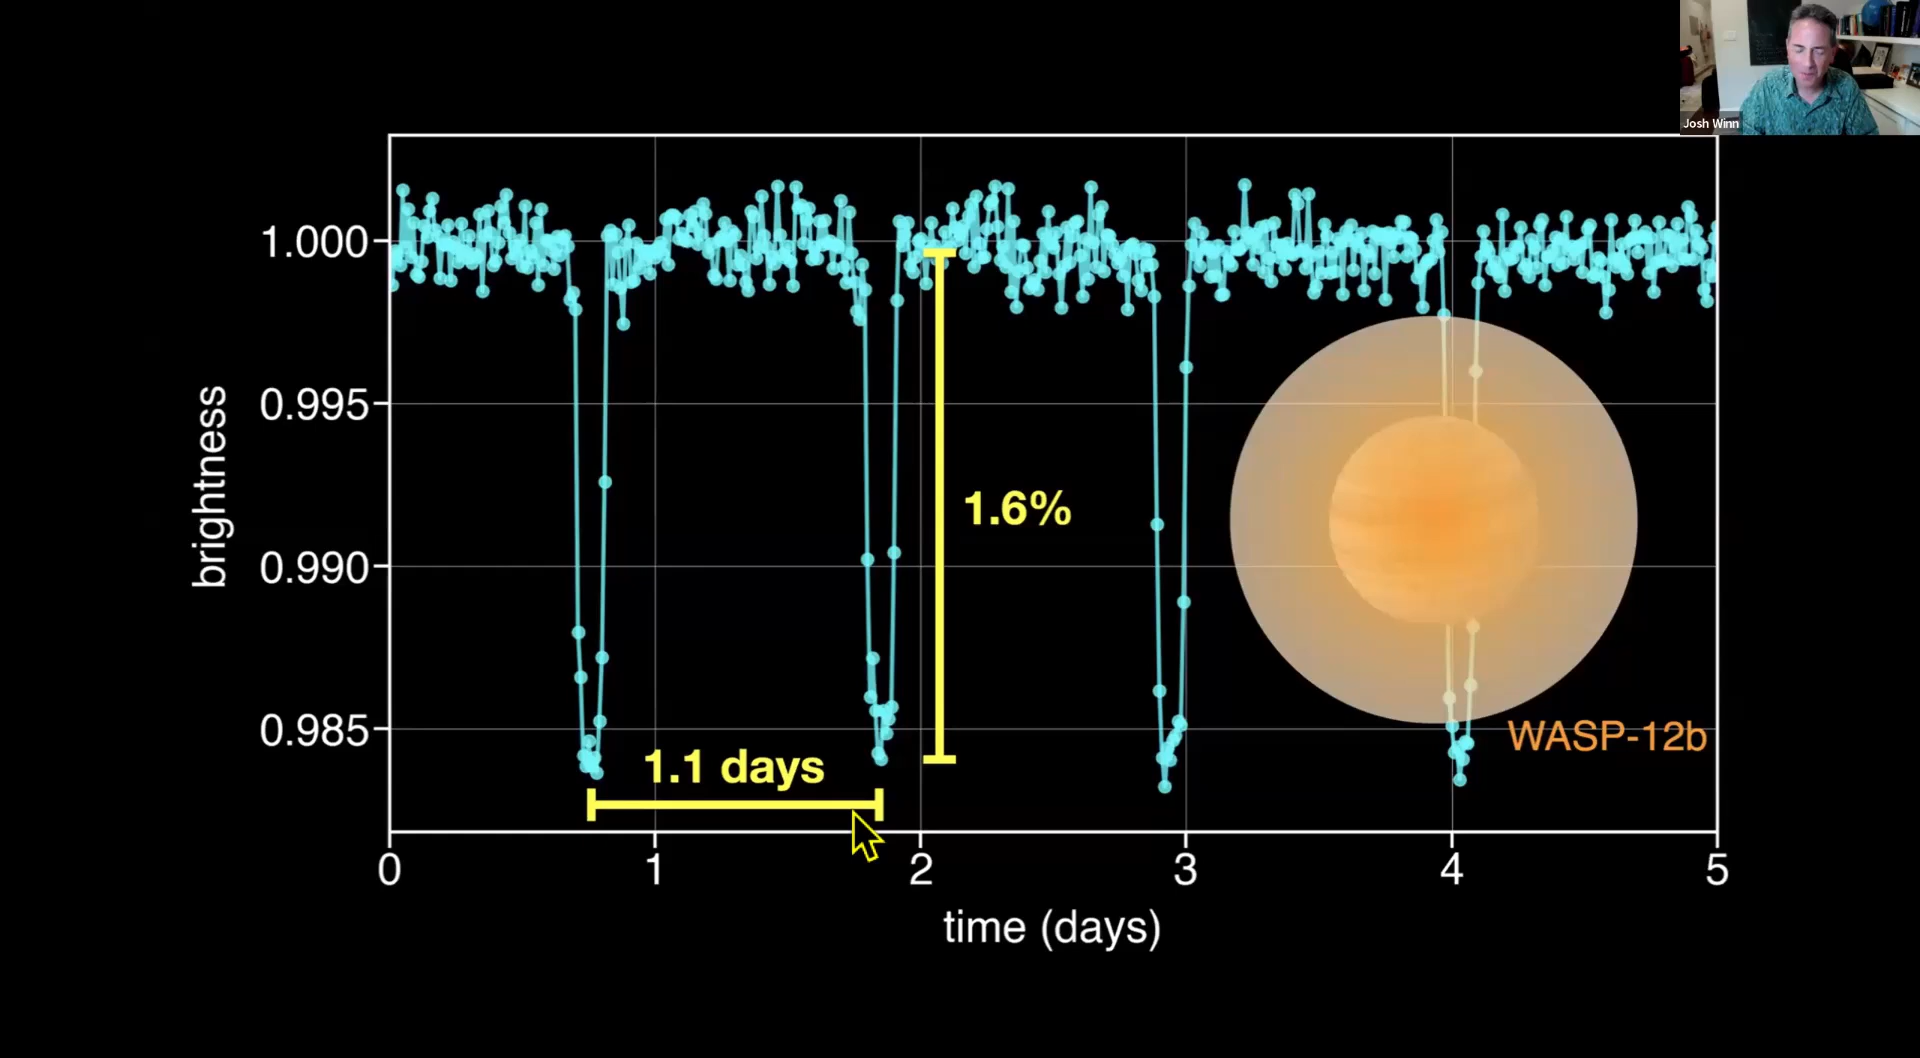 Josh Winn
1.000
0.995
0.990
0.985
brightness
1.6%
WASP-12b
1.1 days
0 1 2 3 4 5
time (days)